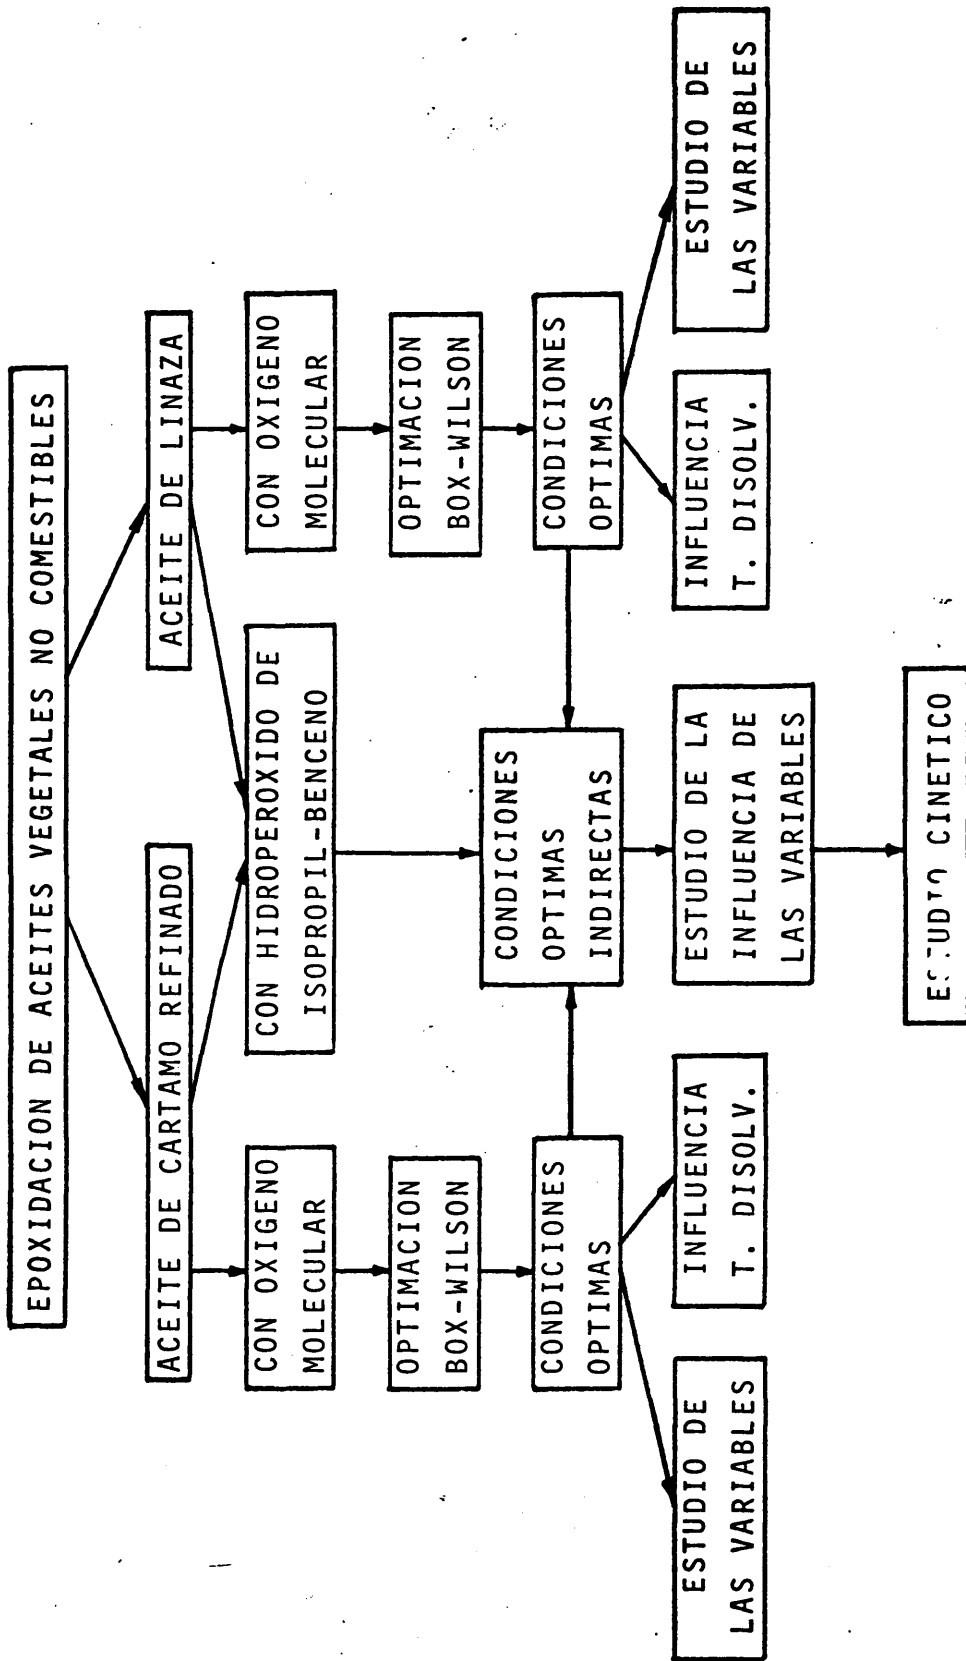 EPOXIDACION DE ACEITES VEGETALES NO COMESTIBLES
ACEITE DE CARTAMO REFINADO
ACEITE DE LINAZA
CON OXIGENO
MOLECULAR
CON HIDROPEROXIDO DE
ISOPROPIL-BENCENO
CON OXIGENO
MOLECULAR
OPTIMACION
BOX-WILSON
OPTIMACION
BOX-WILSON
CONDICIONES
OPTIMAS
CONDICIONES
OPTIMAS
INDIRECTAS
CONDICIONES
OPTIMAS
ESTUDIO DE
LAS VARIABLES
INFLUENCIA
T. DISOLV.
ESTUDIO DE LA
INFLUENCIA DE
LAS VARIABLES
INFLUENCIA
T. DISOLV.
ESTUDIO DE
LAS VARIABLES
ESTUDIO CINETICO